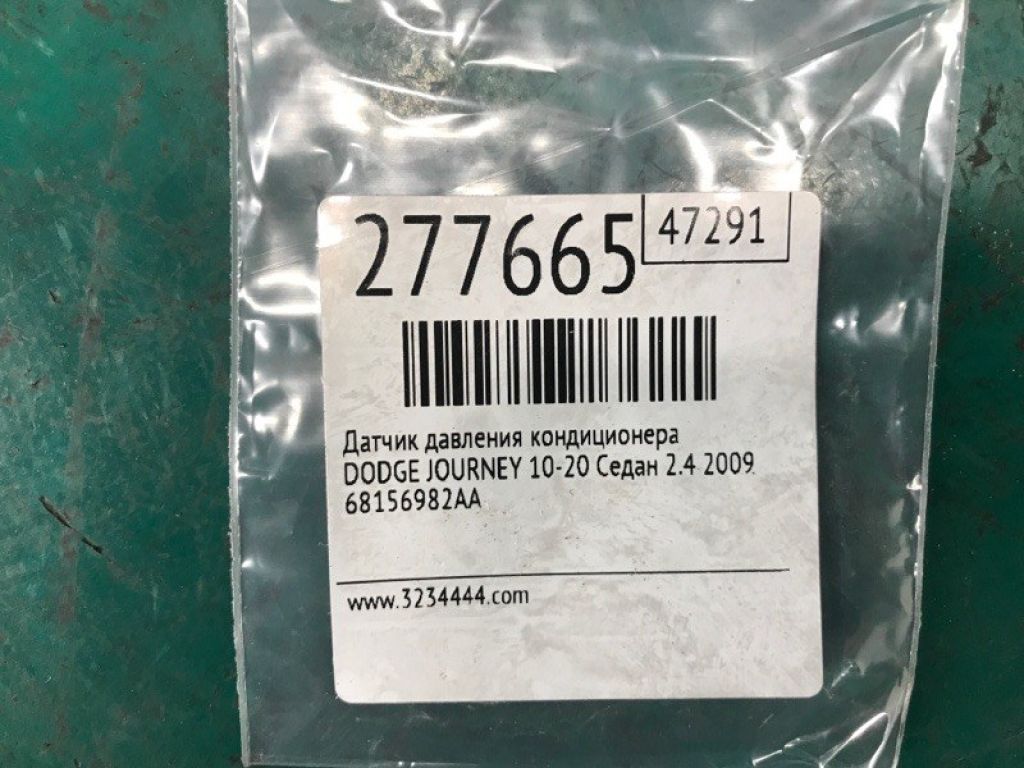 277665
47291
Датчик давления кондиционера
DODGE JOURNEY 10-20 Седан 2.4 2009
68156982AA
www.3234444.com